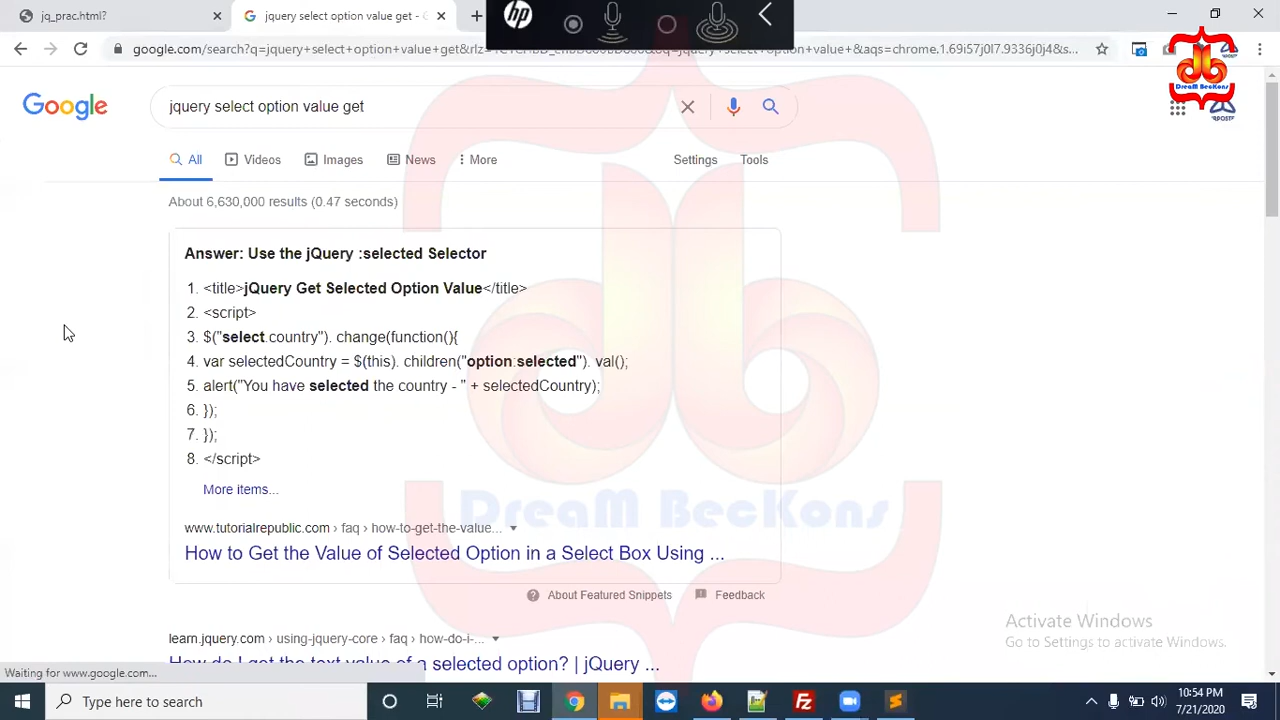 jq_prac.html?
jquery select option value get -
hp
google.com/search?q=jquery+select+option+value+get&rlz=
Google
jquery select option value get
DreaM BecKons
All
Videos
Images
News
More
Settings
Tools
About 6,630,000 results (0.47 seconds)
Answer: Use the jQuery :selected Selector
1. <title>jQuery Get Selected Option Value</title>
2. <script>
3. $("select.country"). change(function(){
4. var selectedCountry = $(this). children("option:selected"). val();
5. alert("You have selected the country - " + selectedCountry);
6. });
7. });
8. </script>
More items...
DreaM BecKons
www.tutorialrepublic.com › faq › how-to-get-the-value...
How to Get the Value of Selected Option in a Select Box Using ...
About Featured Snippets
Feedback
learn.jquery.com › using-jquery-core › faq › how-do-i-...
How do I get the text value of a selected option? | jQuery ...
Activate Windows
Go to Settings to activate Windows.
Waiting for www.google.com...
Type here to search
10:54 PM
7/21/2020